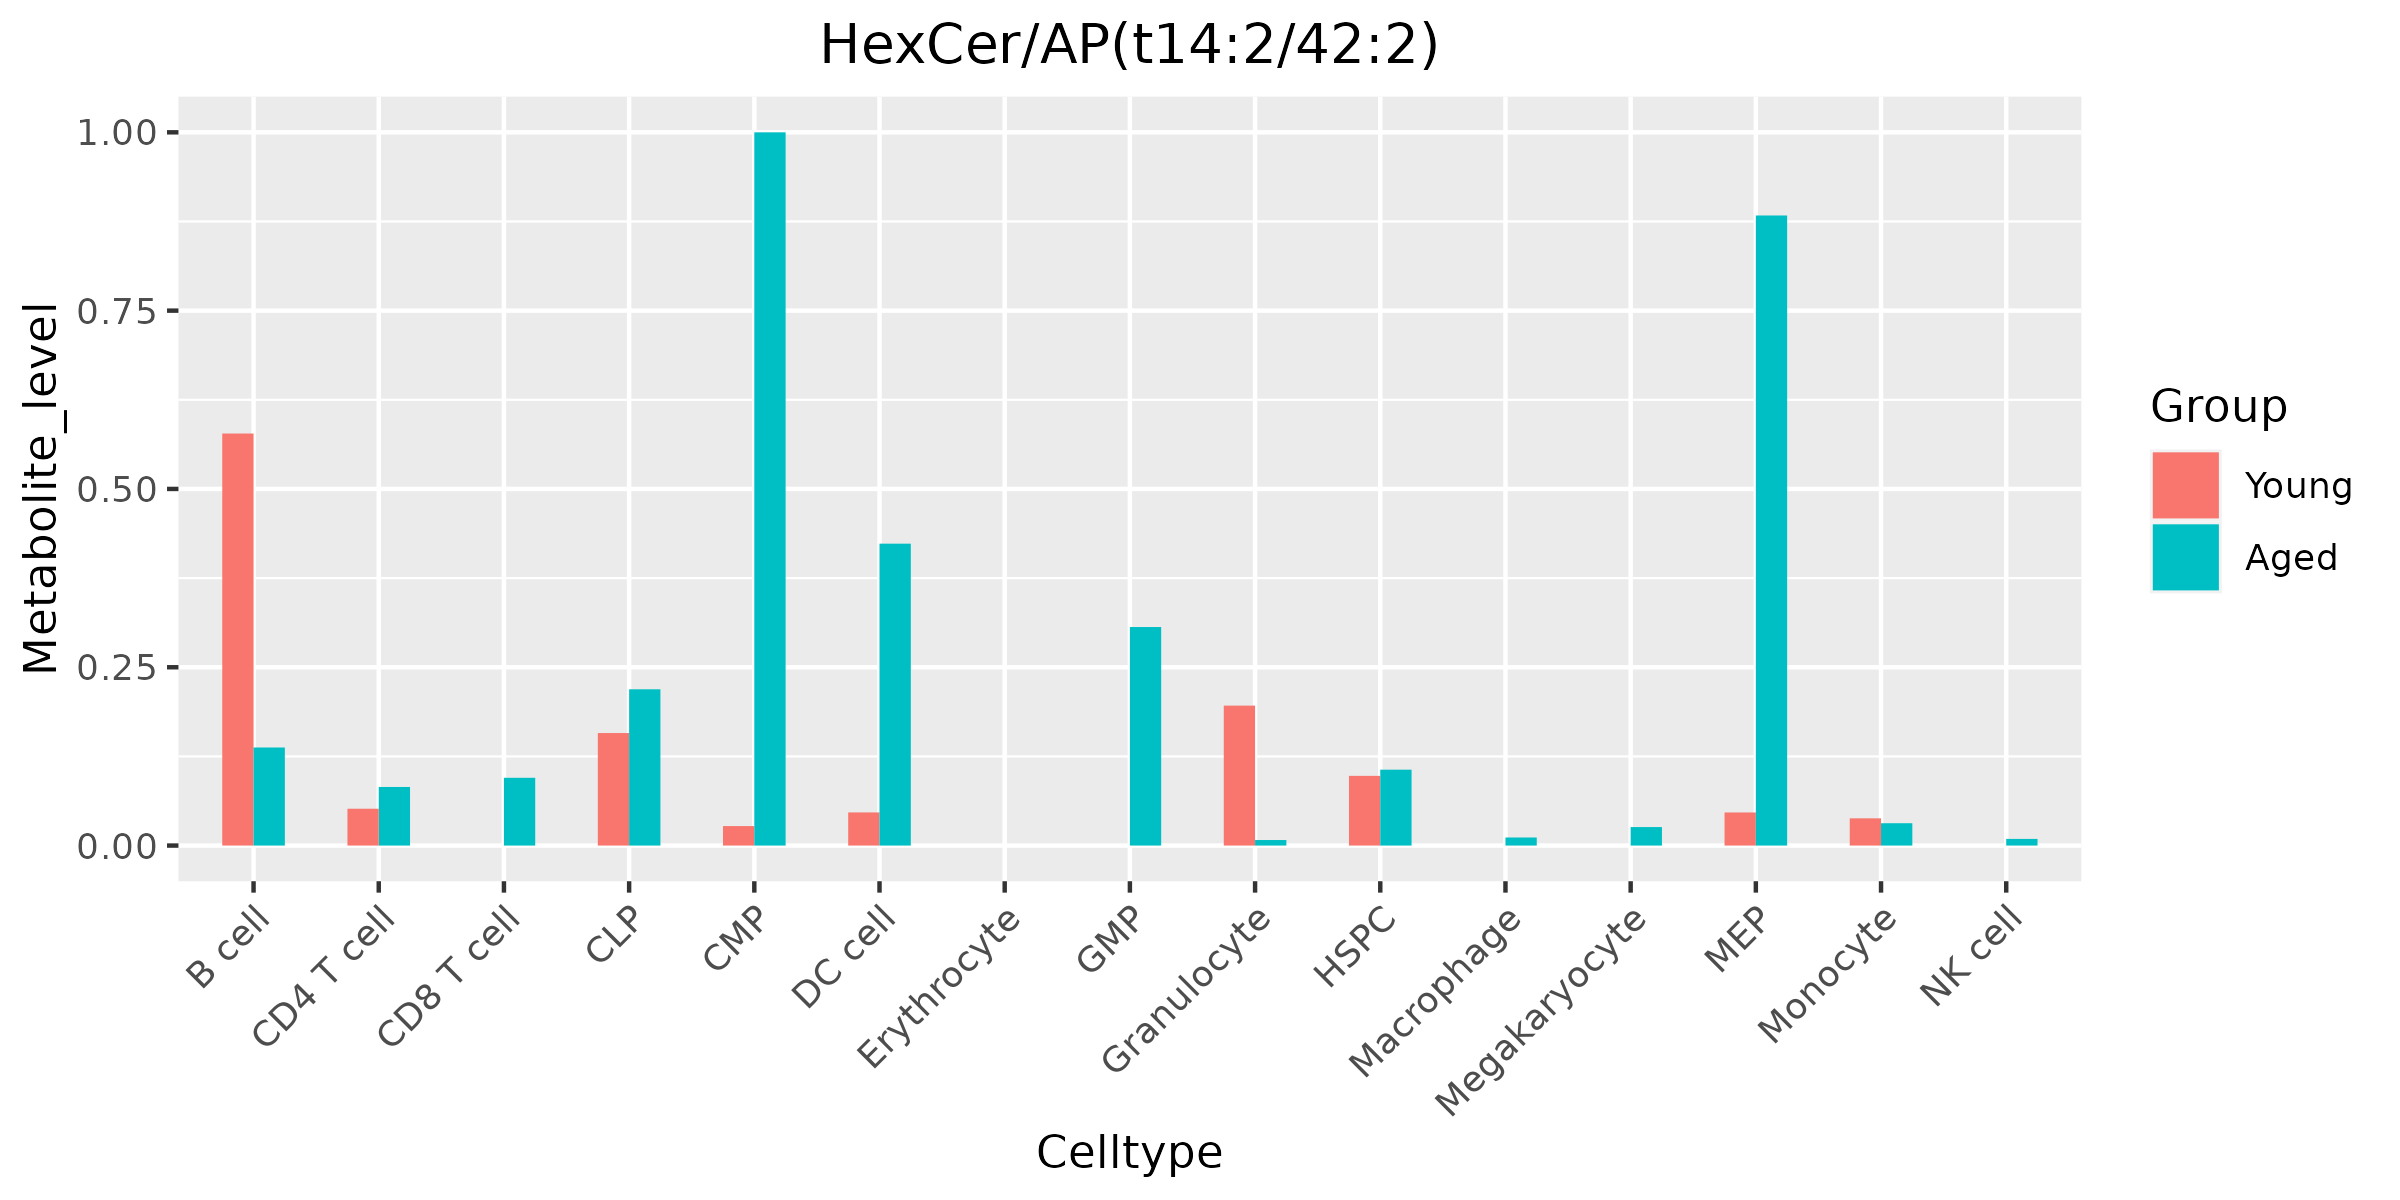 HexCer/AP(t14:2/42:2)
Metabolite_level
1.00
0.75
0.50
0.25
0.00
B cell
CD4 T cell
CD8 T cell
CLP
CMP
DC cell
Erythrocyte
GMP
Granulocyte
HSPC
Macrophage
Megakaryocyte
MEP
Monocyte
NK cell
Celltype
Group
Young
Aged